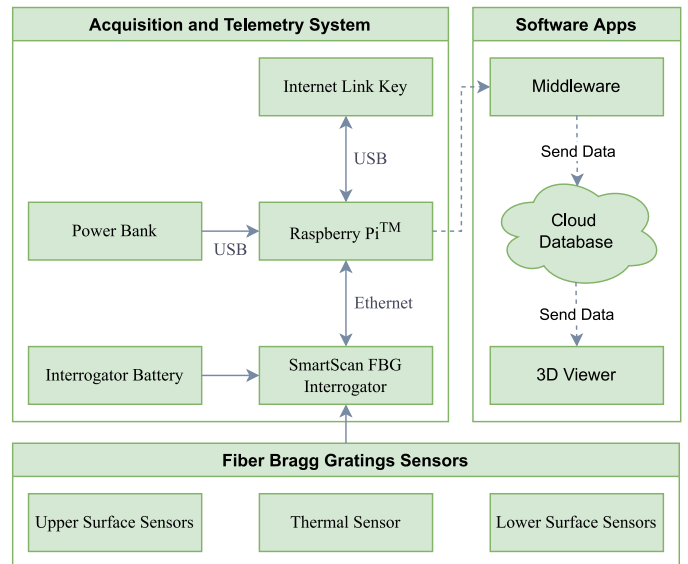 Acquisition and Telemetry System
Internet Link Key
USB
Power Bank
USB
Raspberry Pi™
Ethernet
Interrogator Battery
SmartScan FBG
Interrogator
Software Apps
Middleware
Send Data
Cloud
Database
Send Data
3D Viewer
Fiber Bragg Gratings Sensors
Upper Surface Sensors
Thermal Sensor
Lower Surface Sensors